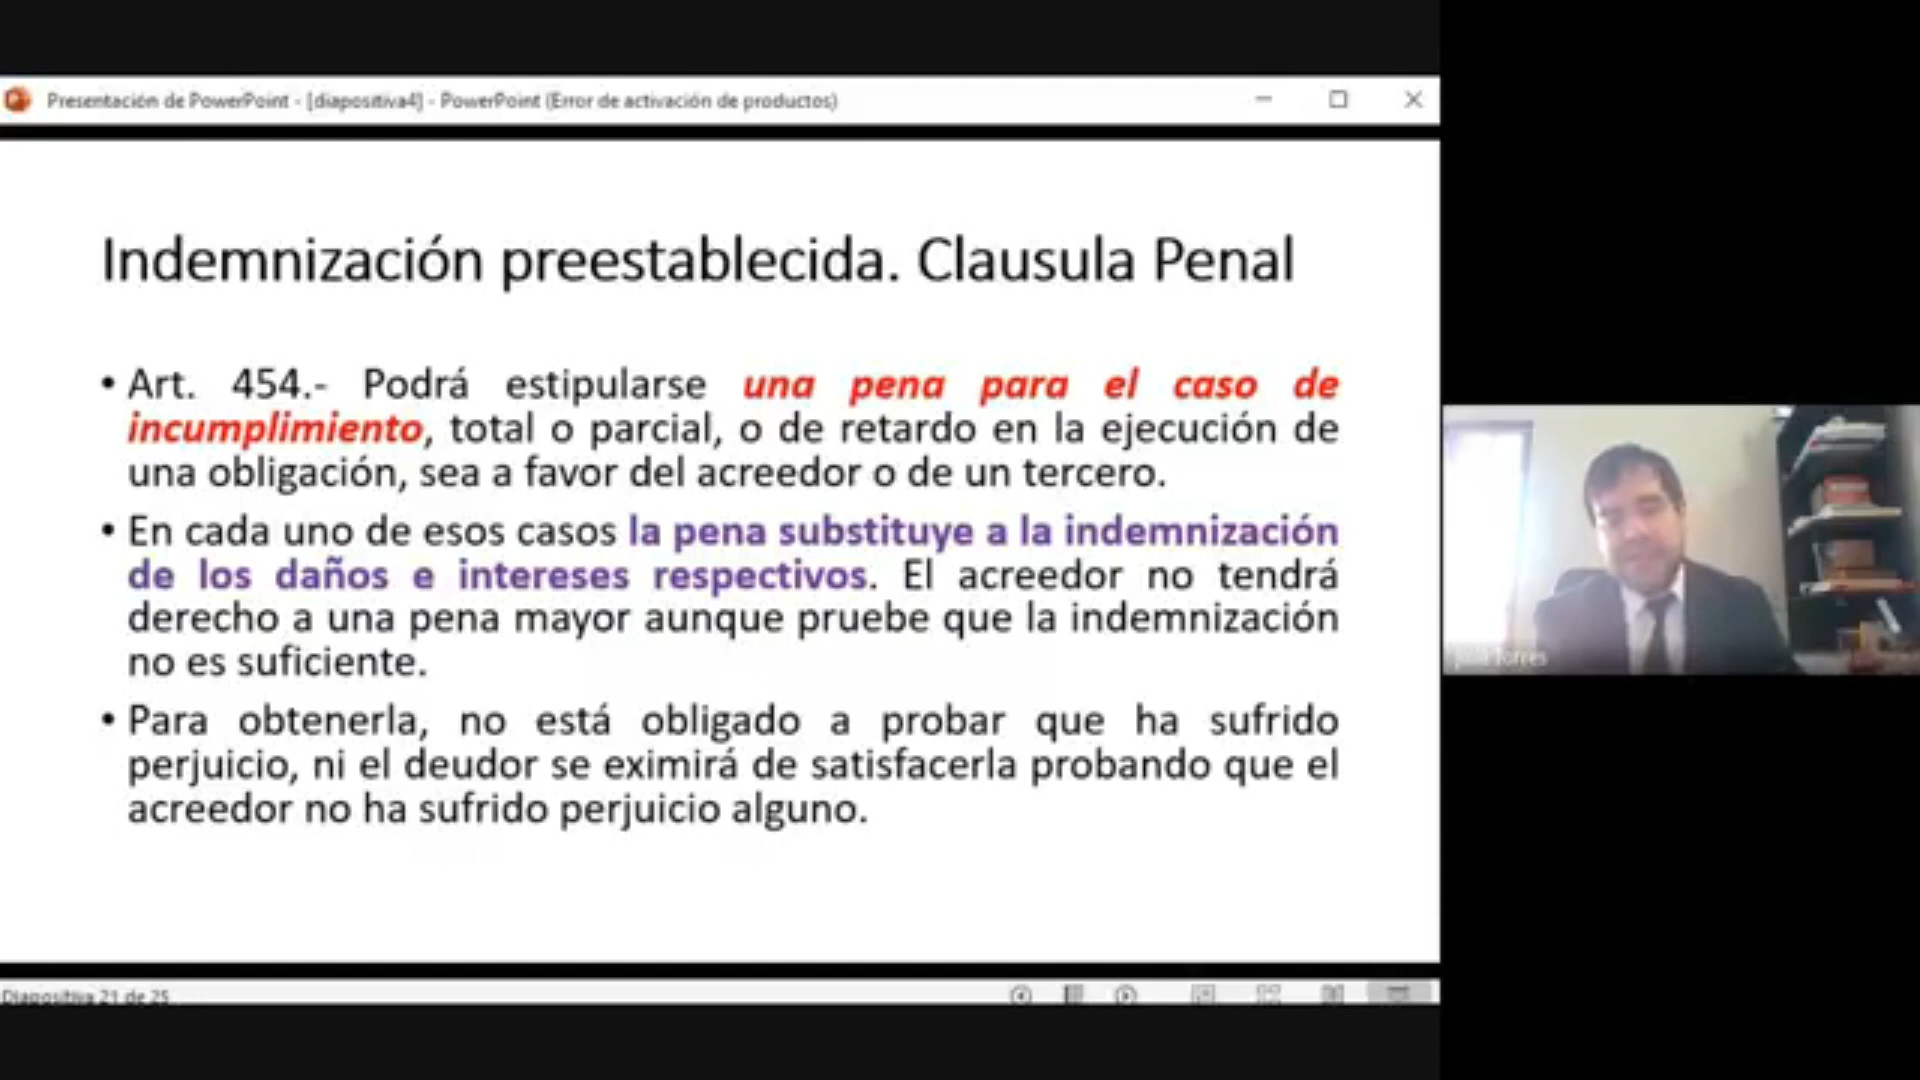 Presentación de PowerPoint - [diapositiva4] - PowerPoint (Error de activación de productos)
Indemnización preestablecida. Clausula Penal
• Art. 454.- Podrá estipularse una pena para el caso de
incumplimiento, total o parcial, o de retardo en la ejecución de
una obligación, sea a favor del acreedor o de un tercero.
• En cada uno de esos casos la pena substituye a la indemnización
de los daños e intereses respectivos. El acreedor no tendrá
derecho a una pena mayor aunque pruebe que la indemnización
no es suficiente.
• Para obtenerla, no está obligado a probar que ha sufrido
perjuicio, ni el deudor se eximirá de satisfacerla probando que el
acreedor no ha sufrido perjuicio alguno.
Torres
Diapositiva 21 de 25